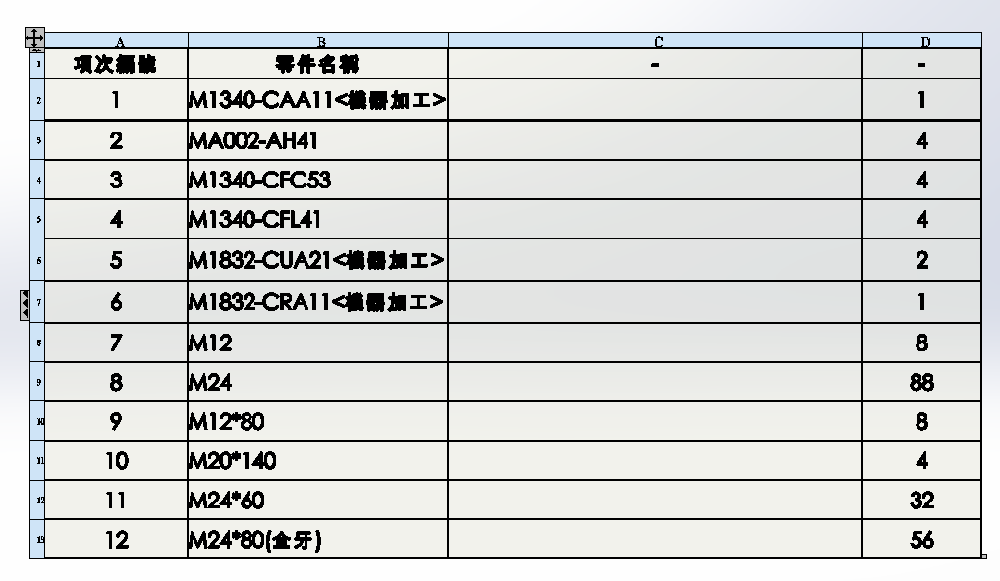 A B C D
1 項次編號 零件名稱 - -
2 1 M1340-CAA11<機器加工> 1
3 2 MA002-AH41 4
4 3 M1340-CFC53 4
5 4 M1340-CFL41 4
6 5 M1832-CUA21<機器加工> 2
7 6 M1832-CRA11<機器加工> 1
8 7 M12 8
9 8 M24 88
10 9 M12*80 8
11 10 M20*140 4
12 11 M24*60 32
13 12 M24*80(全牙) 56